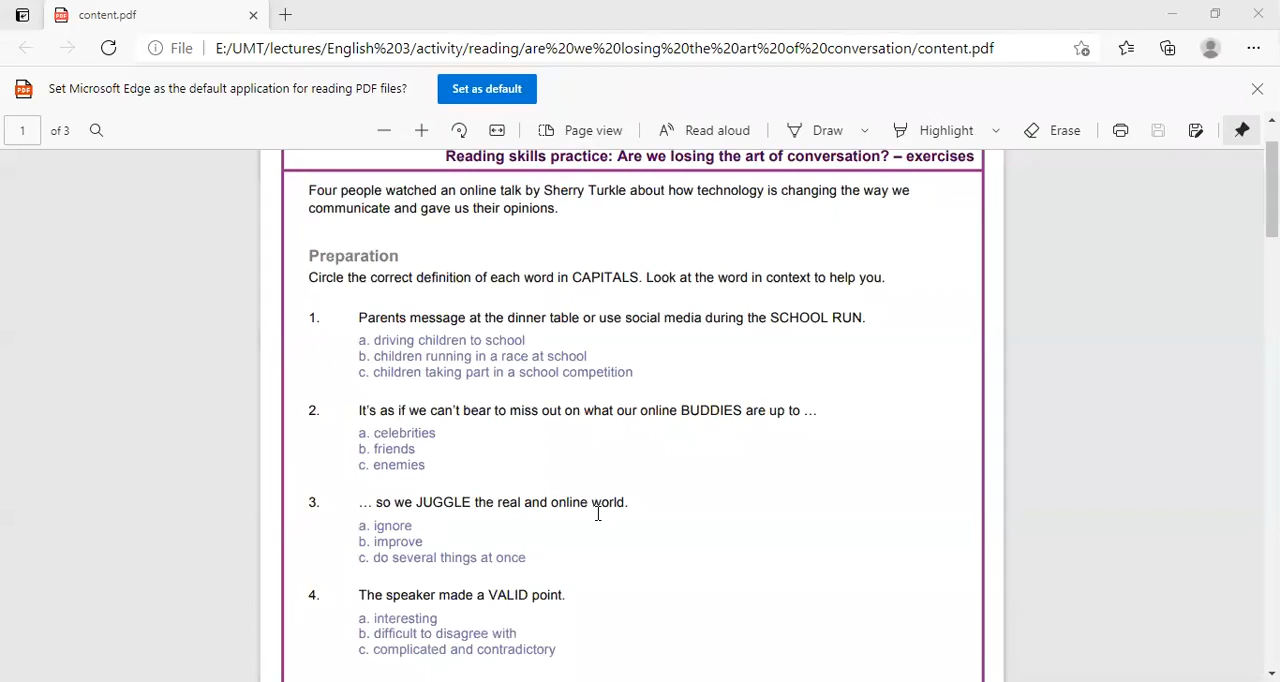 content.pdf
File
E:/UMT/lectures/English%203/activity/reading/are%20we%20losing%20the%20art%20of%20conversation/content.pdf
Set Microsoft Edge as the default application for reading PDF files?
Set as default
1 of 3
Page view
Read aloud
Draw
Highlight
Erase
Reading skills practice: Are we losing the art of conversation? – exercises
Four people watched an online talk by Sherry Turkle about how technology is changing the way we
communicate and gave us their opinions.
Preparation
Circle the correct definition of each word in CAPITALS. Look at the word in context to help you.
1. Parents message at the dinner table or use social media during the SCHOOL RUN.
a. driving children to school
b. children running in a race at school
c. children taking part in a school competition
2. It's as if we can't bear to miss out on what our online BUDDIES are up to …
a. celebrities
b. friends
c. enemies
3. … so we JUGGLE the real and online world.
a. ignore
b. improve
c. do several things at once
4. The speaker made a VALID point.
a. interesting
b. difficult to disagree with
c. complicated and contradictory